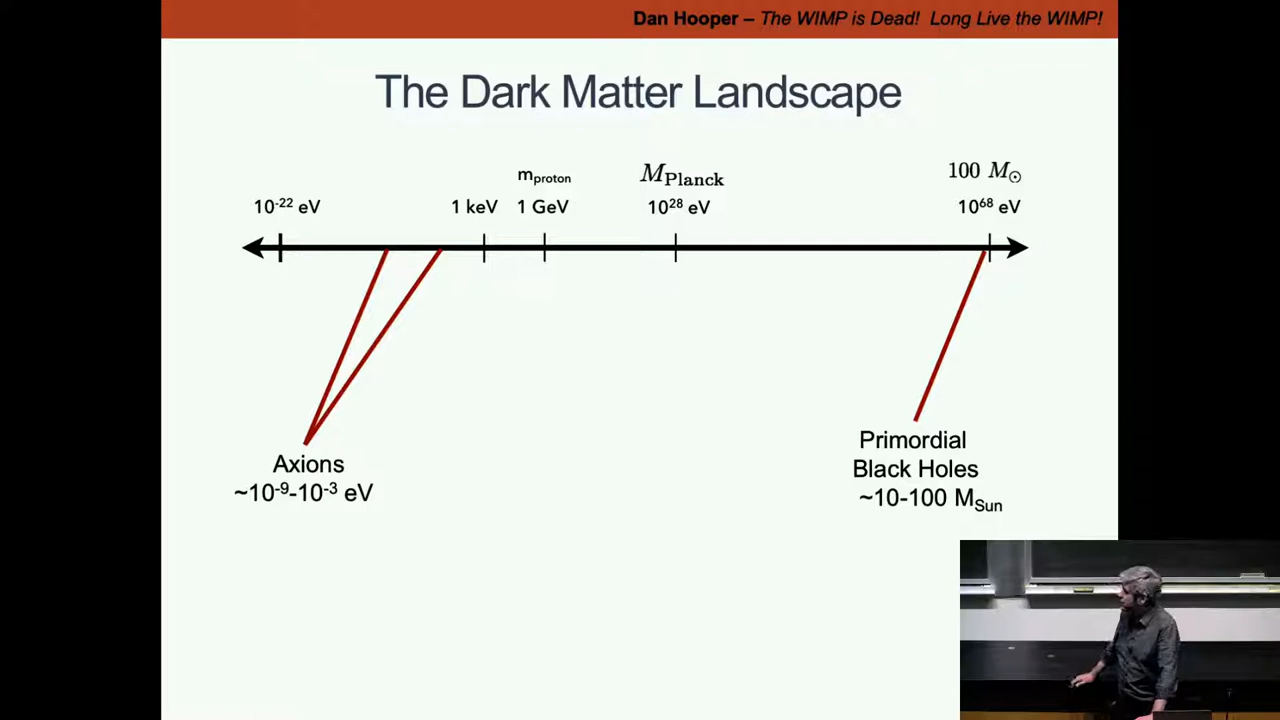 Dan Hooper – The WIMP is Dead! Long Live the WIMP!
The Dark Matter Landscape
m_proton M_Planck 100 M_⊙
10^-22 eV 1 keV 1 GeV 10^28 eV 10^68 eV
Axions
~10^-9-10^-3 eV
Primordial
Black Holes
~10-100 M_Sun